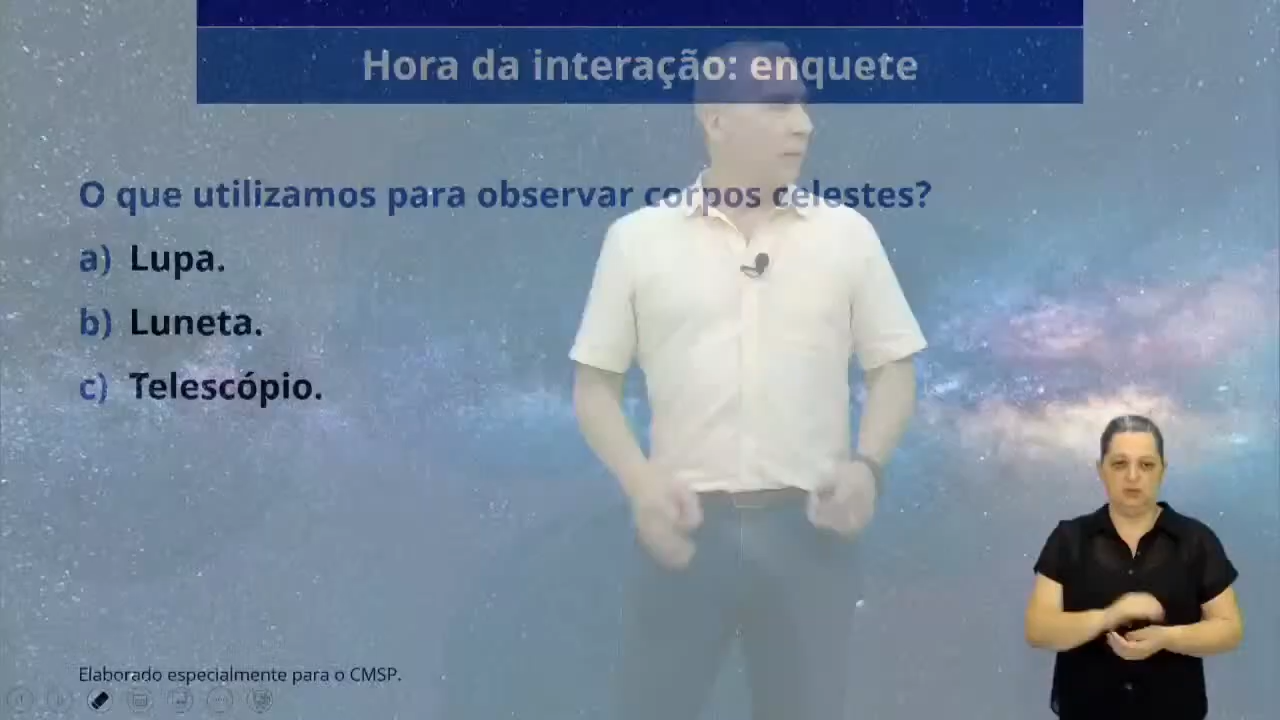 Hora da interação: enquete
O que utilizamos para observar corpos celestes?
a) Lupa.
b) Luneta.
c) Telescópio.
Elaborado especialmente para o CMSP.